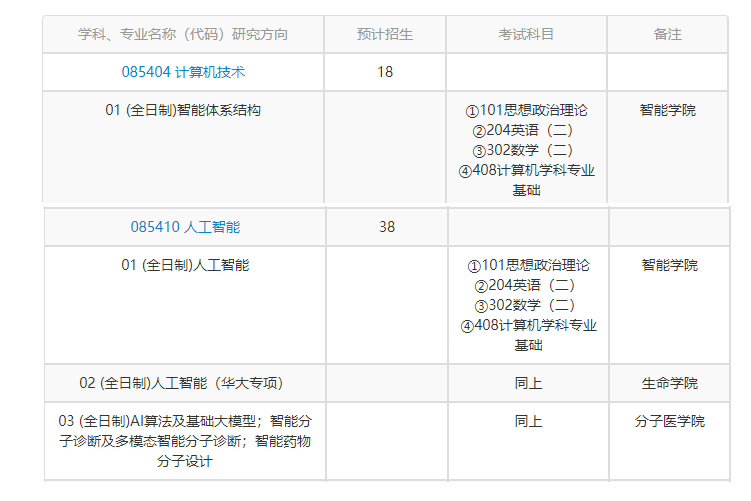 学科、专业名称（代码）研究方向 预计招生 考试科目 备注
085404 计算机技术 18
01 (全日制)智能体系结构 ①101思想政治理论 智能学院
②204英语（二）
③302数学（二）
④408计算机学科专业
基础
085410 人工智能 38
01 (全日制)人工智能 ①101思想政治理论 智能学院
②204英语（二）
③302数学（二）
④408计算机学科专业
基础
02 (全日制)人工智能（华大专项） 同上 生命学院
03 (全日制)AI算法及基础大模型；智能分 同上 分子医学院
子诊断及多模态智能分子诊断；智能药物
分子设计